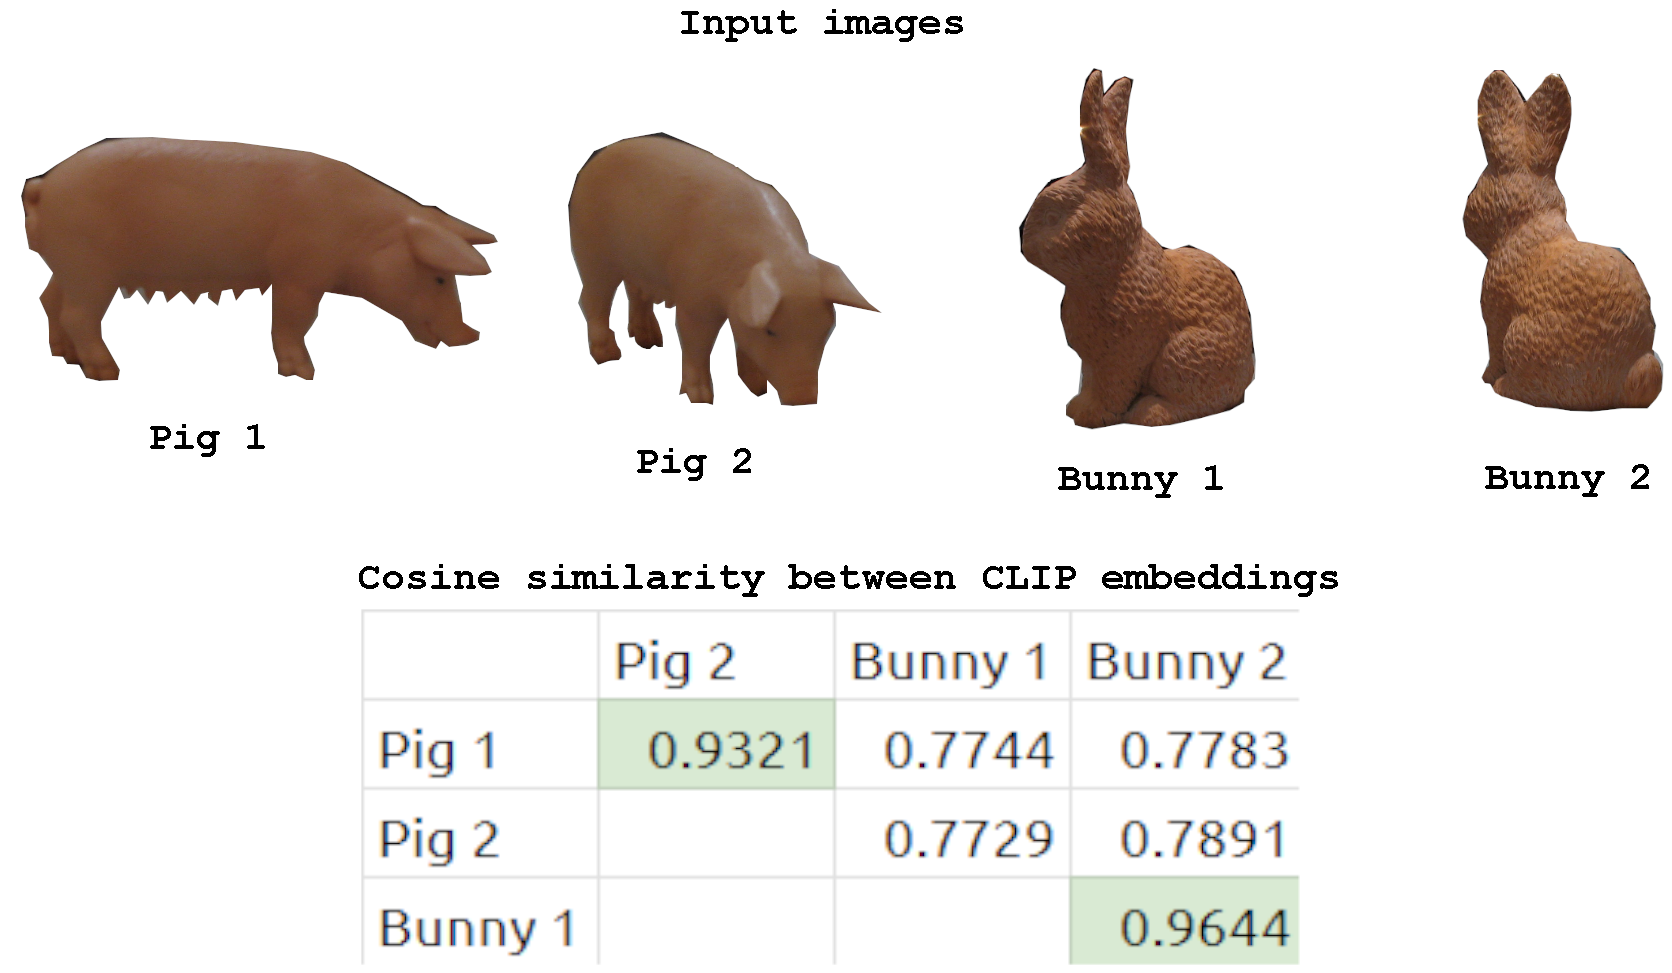 Input images
Pig 1
Pig 2
Bunny 1
Bunny 2
Cosine similarity between CLIP embeddings
Pig 2 Bunny 1 Bunny 2
Pig 1 0.9321 0.7744 0.7783
Pig 2 0.7729 0.7891
Bunny 1 0.9644